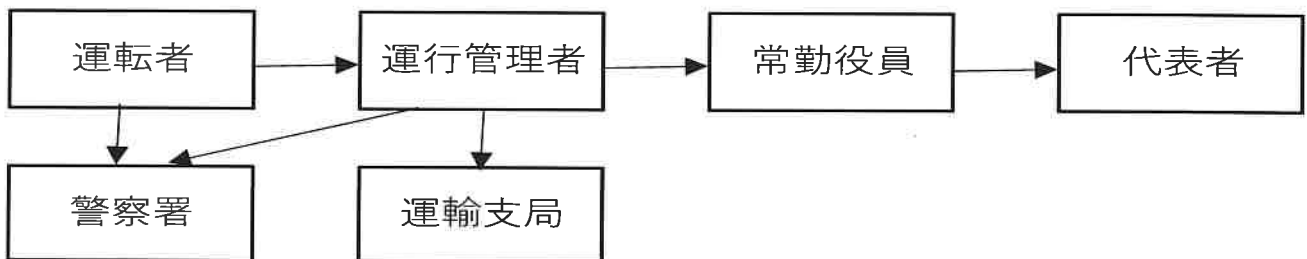 運転者
運行管理者
常勤役員
代表者
警察署
運輸支局